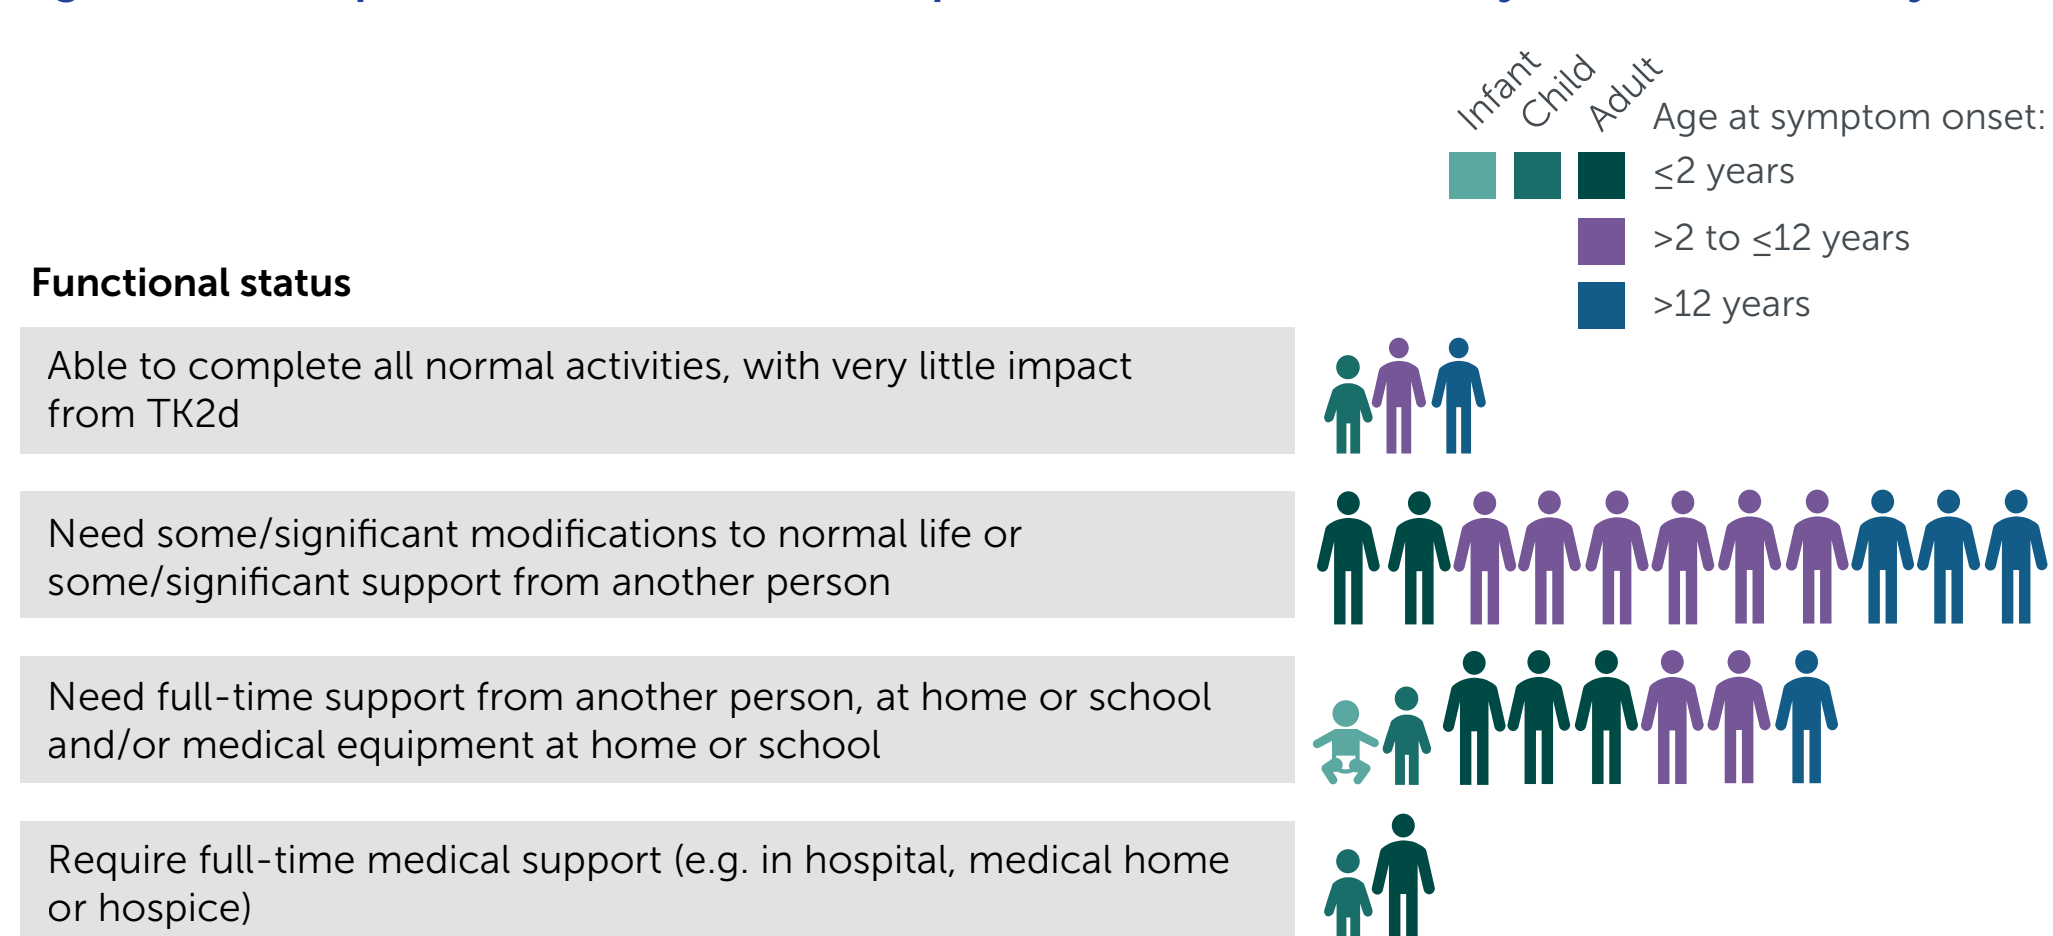 Infant
Child
Adult
Age at symptom onset:
≤2 years
>2 to ≤12 years
>12 years
Functional status
Able to complete all normal activities, with very little impact
from TK2d
Need some/significant modifications to normal life or
some/significant support from another person
Need full-time support from another person, at home or school
and/or medical equipment at home or school
Require full-time medical support (e.g. in hospital, medical home
or hospice)